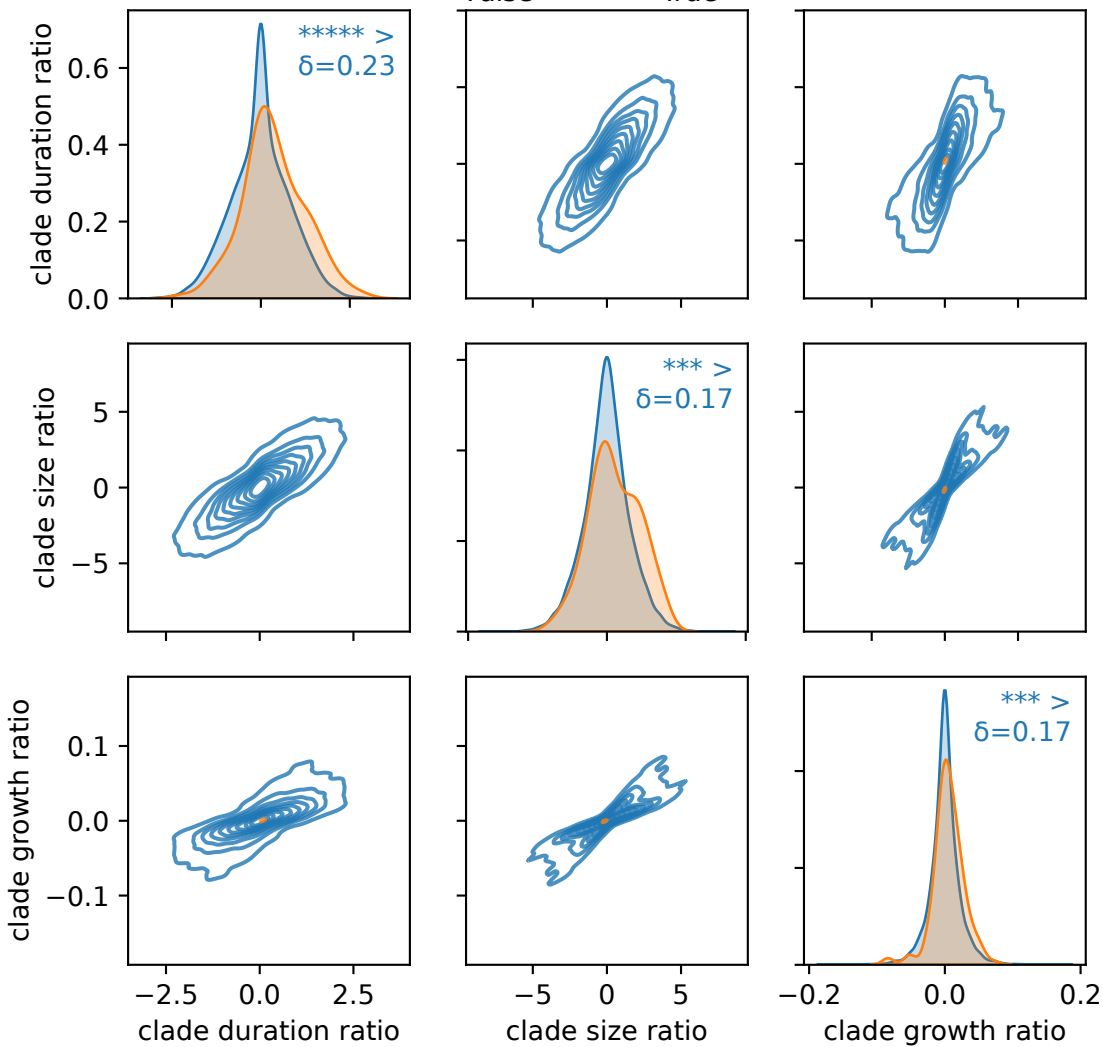 ***** >
δ=0.23
clade duration ratio
0.6
0.4
0.2
0.0
*** >
δ=0.17
clade size ratio
5
0
−5
*** >
δ=0.17
clade growth ratio
0.1
0.0
−0.1
−2.5 0.0 2.5 −5 0 5 −0.2 0.0 0.2
clade duration ratio clade size ratio clade growth ratio